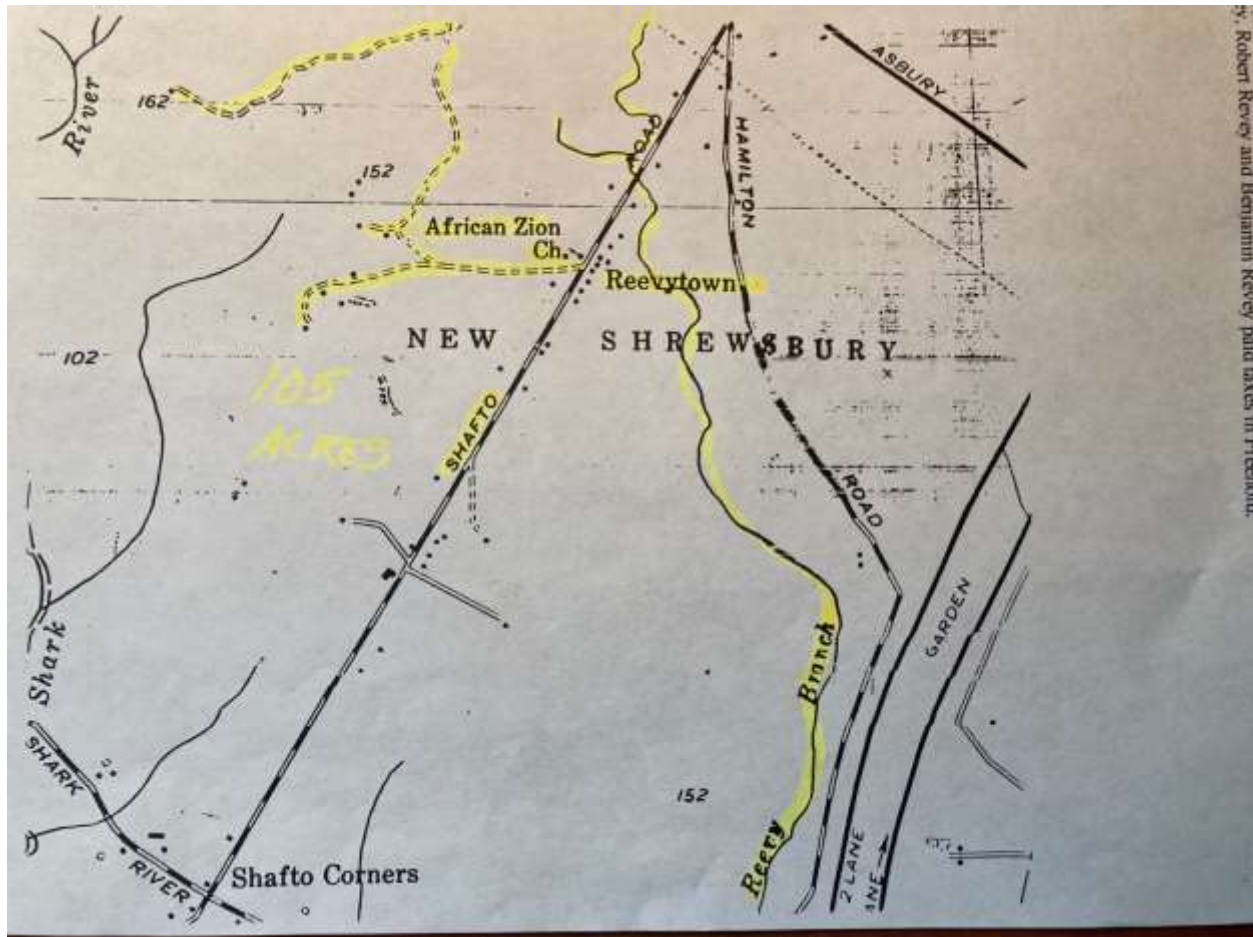 River
162
ASBURY
ROAD
HAMILTON
152
African Zion
Ch.
Reevytown
NEW SHREWSBURY
102
105
ACRES
SHAFTO
ROAD
GARDEN
Shark
Reevy Branch
SHARK
RIVER
152
2 LANE
Shafto Corners
y, Robert Revey and Benjamin Revey paid taxes in Freehold.